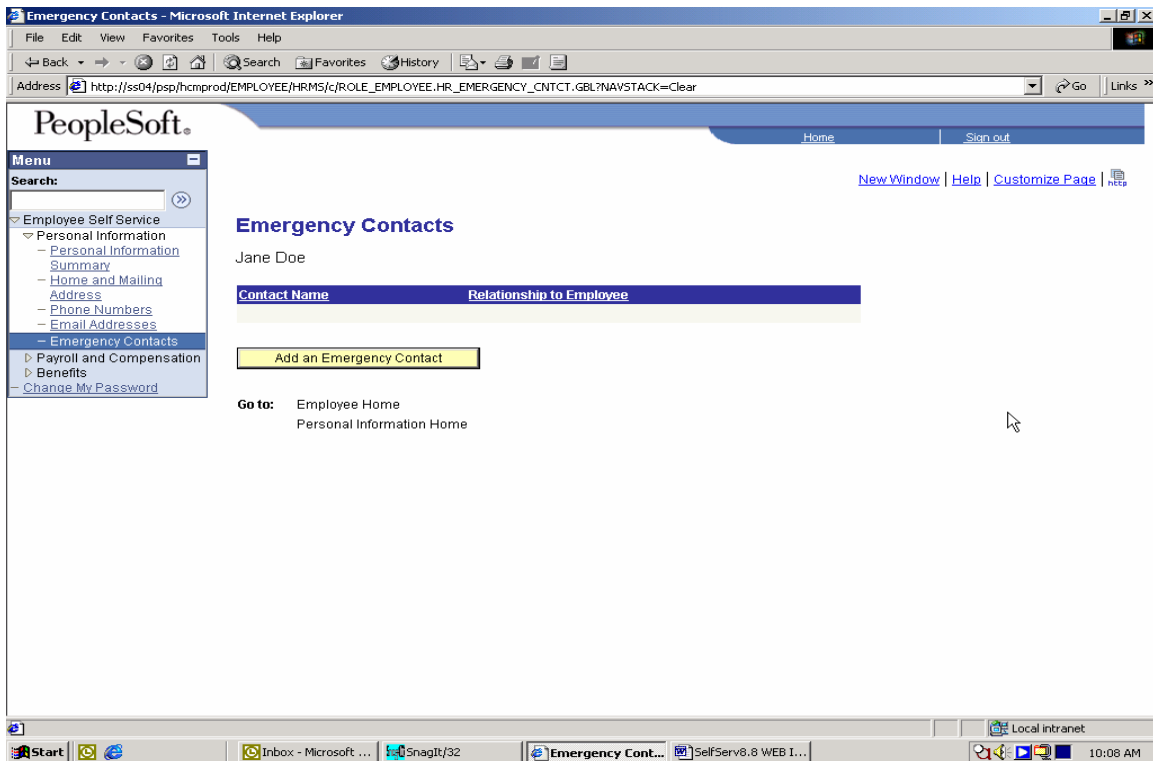 Emergency Contacts - Microsoft Internet Explorer
File Edit View Favorites Tools Help
Back Search Favorites History
Address http://ss04/psp/hcmprod/EMPLOYEE/HRMS/c/ROLE_EMPLOYEE.HR_EMERGENCY_CNTCT.GBL?NAVSTACK=Clear Go Links »
PeopleSoft®
Home Sign out
Menu
New Window | Help | Customize Page | http
Search:
Employee Self Service
Personal Information
– Personal Information
Summary
– Home and Mailing
Address
– Phone Numbers
– Email Addresses
– Emergency Contacts
Payroll and Compensation
Benefits
– Change My Password
Emergency Contacts
Jane Doe
Contact Name Relationship to Employee
Add an Emergency Contact
Go to: Employee Home
Personal Information Home
Local intranet
Start Inbox - Microsoft ... SnagIt/32 Emergency Cont... SelfServ8.8 WEB I... 10:08 AM